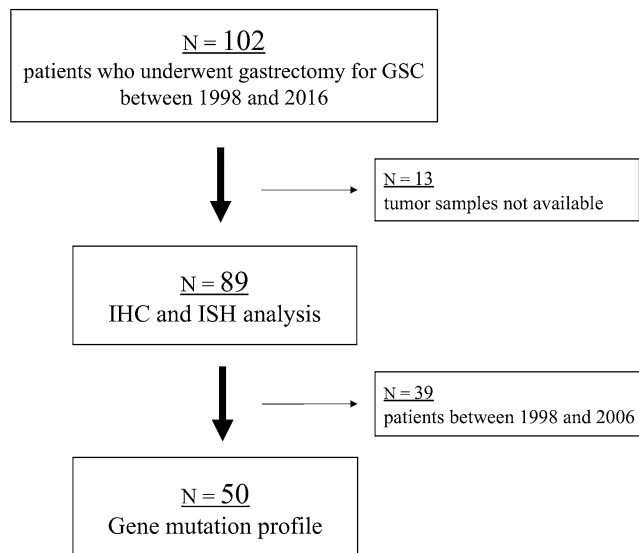 N = 102
patients who underwent gastrectomy for GSC
between 1998 and 2016
N = 13
tumor samples not available
N = 89
IHC and ISH analysis
N = 39
patients between 1998 and 2006
N = 50
Gene mutation profile